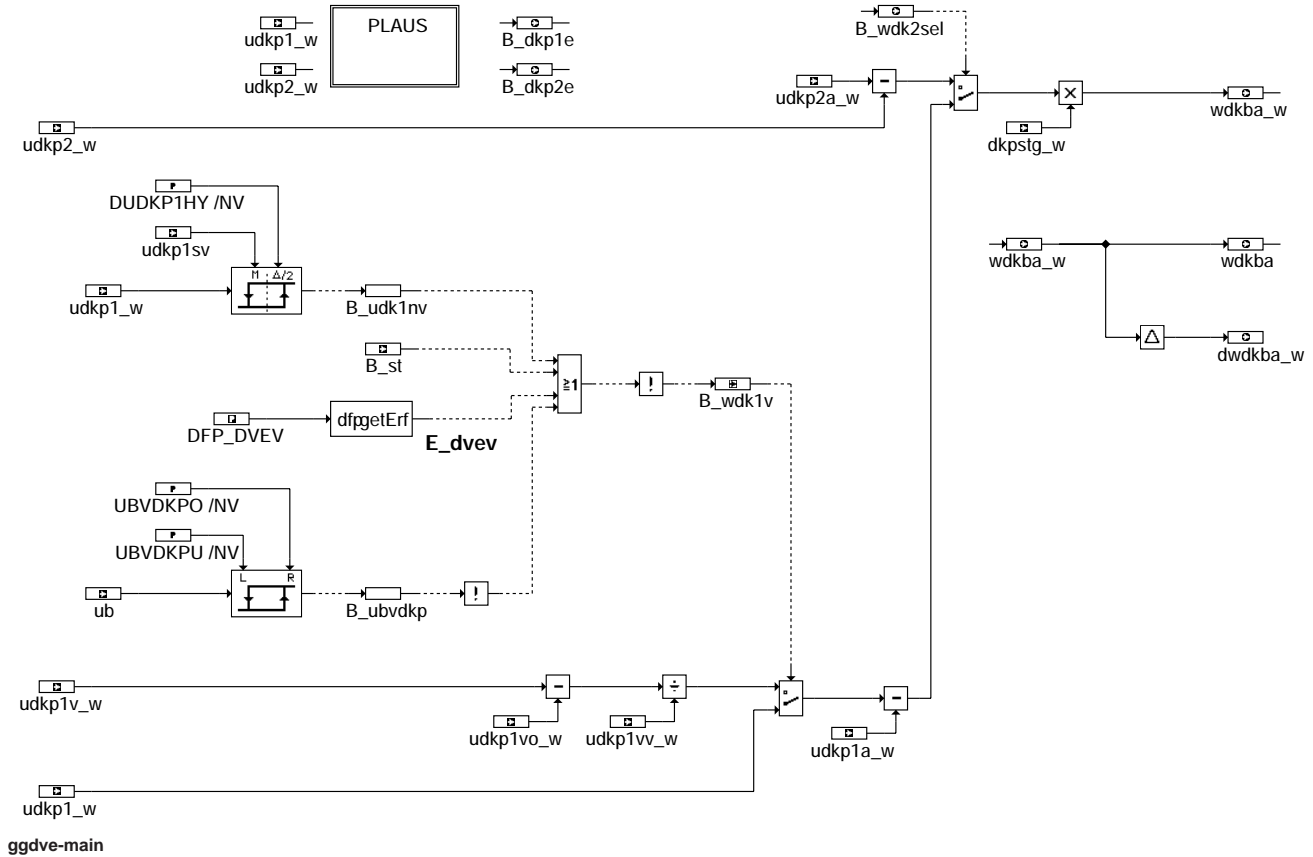 PLAUS
udkp1_w
B_dkp1e
B_wdk2sel
udkp2_w
B_dkp2e
udkp2a_w
−
udkp2_w
×
wdkba_w
dkpstg_w
P
DUDKP1HY /NV
udkp1sv
M Δ/2
udkp1_w
B_udk1nv
wdkba_w
wdkba
Δ
dwdkba_w
B_st
≧1
!
B_wdk1v
DFP_DVEV
dfpgetErf
E_dvev
P
UBVDKPO /NV
P
UBVDKPU /NV
L R
ub
B_ubvdkp
!
udkp1v_w
−
÷
−
udkp1vo_w
udkp1vv_w
udkp1a_w
udkp1_w
ggdve-main